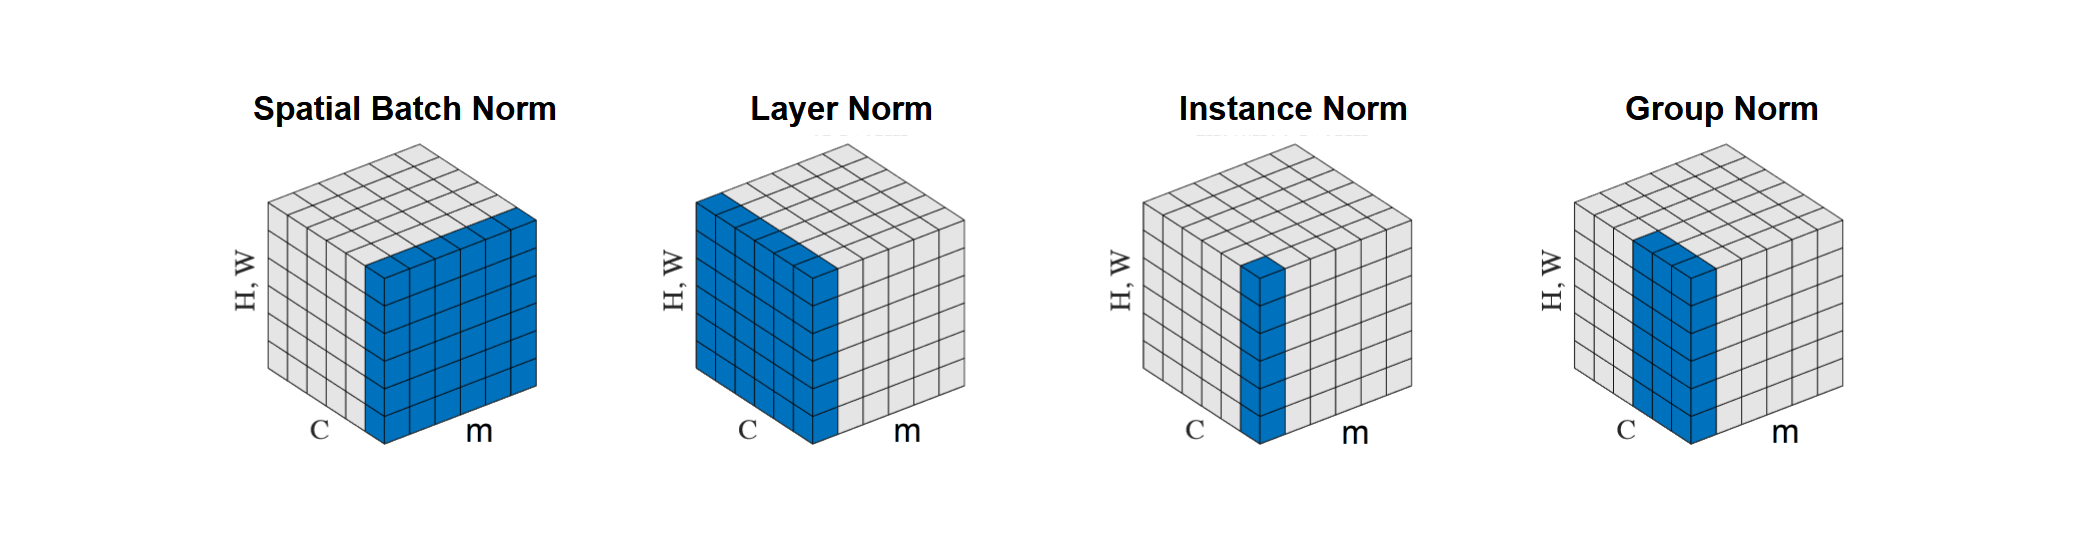 Spatial Batch Norm
Layer Norm
Instance Norm
Group Norm
H, W
C
m
H, W
C
m
H, W
C
m
H, W
C
m